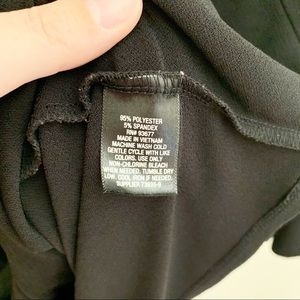 95% POLYESTER
5% SPANDEX
RN# 93677
MADE IN VIETNAM
MACHINE WASH COLD
GENTLE CYCLE WITH LIKE
COLORS. USE ONLY
NON-CHLORINE BLEACH
WHEN NEEDED, TUMBLE DRY
LOW. COOL IRON IF NEEDED.
SUPPLIER